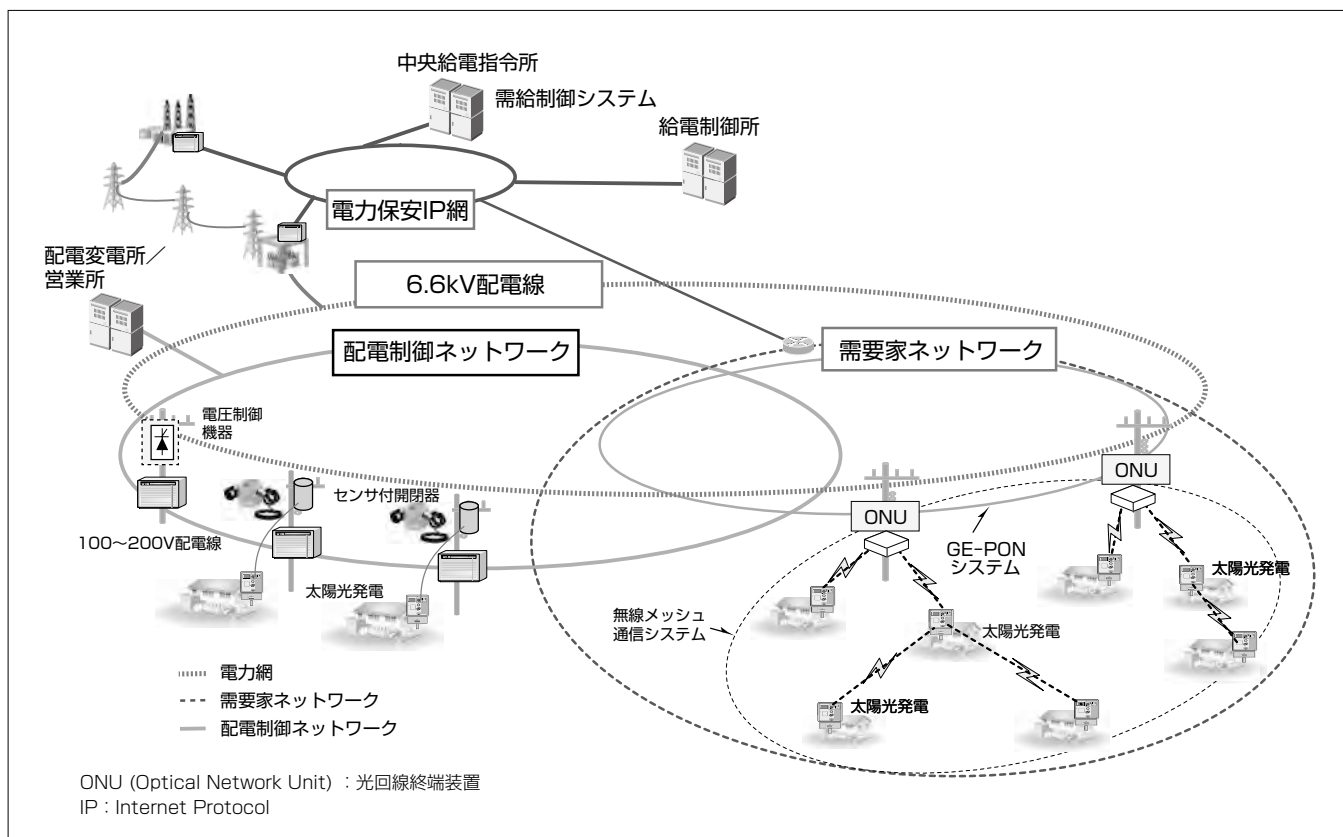 中央給電指令所
需給制御システム
給電制御所
電力保安IP網
配電変電所／
営業所
6.6kV配電線
配電制御ネットワーク
需要家ネットワーク
電圧制御
機器
センサ付開閉器
100〜200V配電線
太陽光発電
ONU
ONU
GE-PON
システム
太陽光発電
無線メッシュ
通信システム
太陽光発電
太陽光発電
電力網
需要家ネットワーク
配電制御ネットワーク
ONU (Optical Network Unit) ：光回線終端装置
IP：Internet Protocol